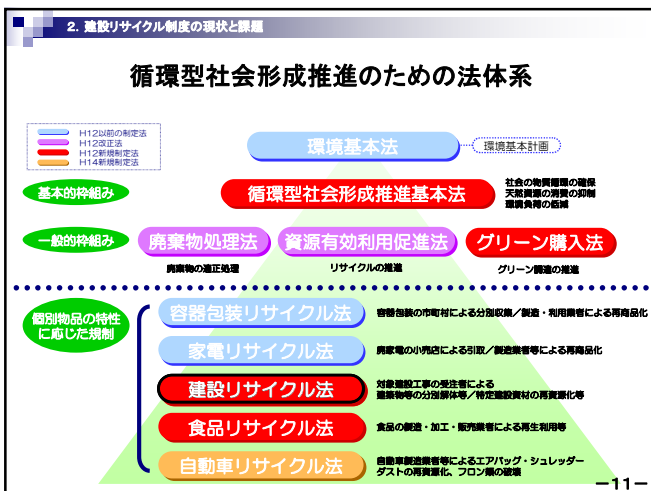 2. 建設リサイクル制度の現状と課題
循環型社会形成推進のための法体系
H12以前の制定法
H12改正法
H12新規制定法
H14新規制定法
環境基本法
環境基本計画
基本的枠組み
循環型社会形成推進基本法
社会の物質循環の確保
天然資源の消費の抑制
環境負荷の低減
一般的枠組み
廃棄物処理法
資源有効利用促進法
グリーン購入法
廃棄物の適正処理
リサイクルの推進
グリーン調達の推進
個別物品の特性
に応じた規制
容器包装リサイクル法
容器包装の市町村による分別収集/製造・利用業者による再商品化
家電リサイクル法
廃家電の小売店による引取/製造業者等による再商品化
建設リサイクル法
対象建設工事の受注者による
建築物等の分別解体等/特定建設資材の再資源化等
食品リサイクル法
食品の製造・加工・販売業者による再生利用等
自動車リサイクル法
自動車製造業者等によるエアバッグ・シュレッダー
ダストの再資源化、フロン類の破壊
-11-